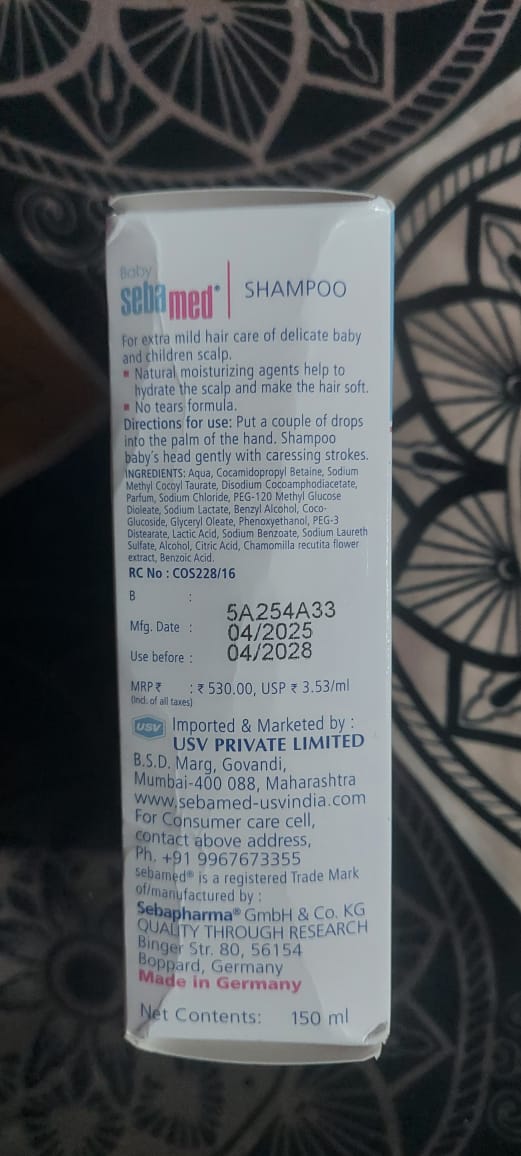 Baby
sebamed® SHAMPOO
For extra mild hair care of delicate baby
and children scalp.
▪ Natural moisturizing agents help to
hydrate the scalp and make the hair soft.
▪ No tears formula.
Directions for use: Put a couple of drops
into the palm of the hand. Shampoo
baby's head gently with caressing strokes.
INGREDIENTS: Aqua, Cocamidopropyl Betaine, Sodium
Methyl Cocoyl Taurate, Disodium Cocoamphodiacetate,
Parfum, Sodium Chloride, PEG-120 Methyl Glucose
Dioleate, Sodium Lactate, Benzyl Alcohol, Coco-
Glucoside, Glyceryl Oleate, Phenoxyethanol, PEG-3
Distearate, Lactic Acid, Sodium Benzoate, Sodium Laureth
Sulfate, Alcohol, Citric Acid, Chamomilla recutita flower
extract, Benzoic Acid.
RC No : COS228/16
B : 5A254A33
Mfg. Date : 04/2025
Use before : 04/2028
MRP ₹ : ₹ 530.00, USP ₹ 3.53/ml
(Incl. of all taxes)
USV Imported & Marketed by :
USV PRIVATE LIMITED
B.S.D. Marg, Govandi,
Mumbai-400 088, Maharashtra
www.sebamed-usvindia.com
For Consumer care cell,
contact above address,
Ph. +91 9967673355
sebamed® is a registered Trade Mark
of/manufactured by :
Sebapharma® GmbH & Co. KG
QUALITY THROUGH RESEARCH
Binger Str. 80, 56154
Boppard, Germany
Made in Germany
Net Contents: 150 ml